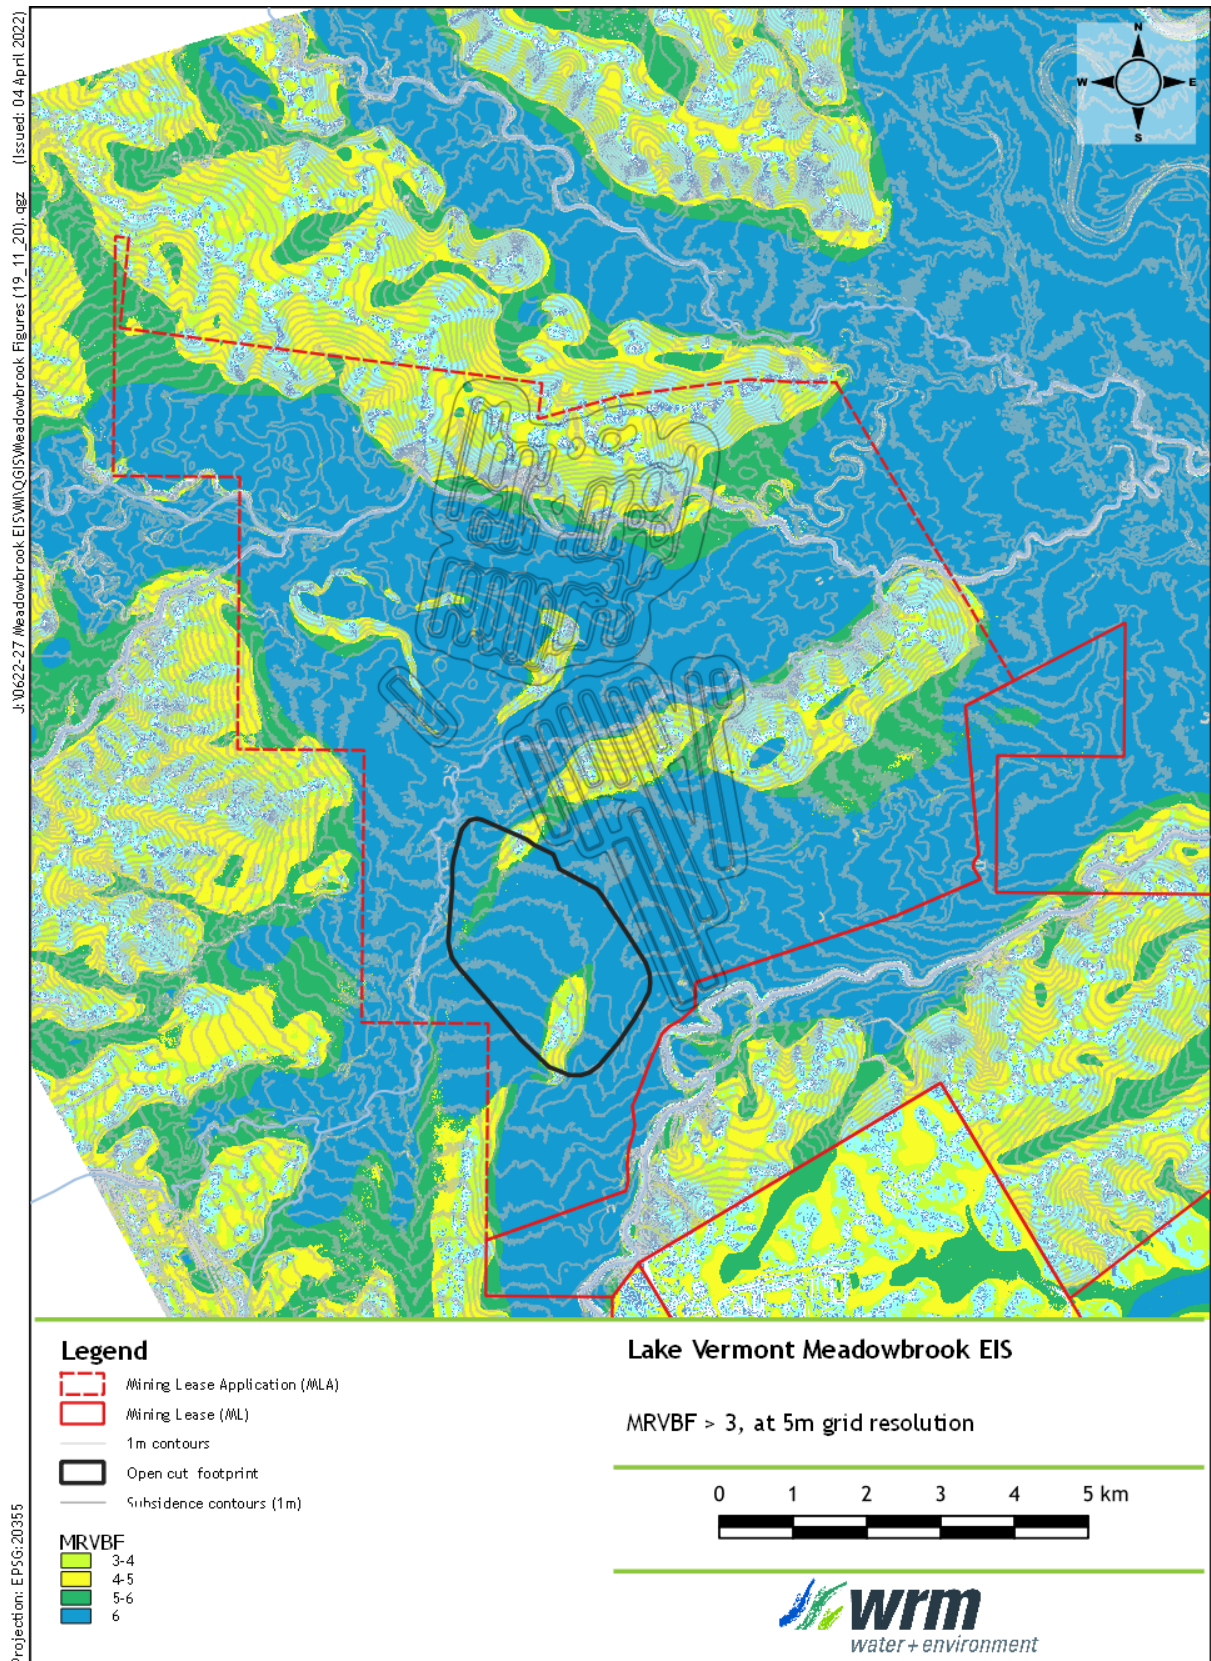 J:\0622-27 Meadowbrook EIS\WI\QGIS\Meadowbrook Figures (19_11_20).qgz (Issued: 04 April 2022)
N
W E
S
Legend
Mining Lease Application (MLA)
Mining Lease (ML)
1m contours
Open cut footprint
Subsidence contours (1m)
MRVBF
3-4
4-5
5-6
6
Lake Vermont Meadowbrook EIS
MRVBF > 3, at 5m grid resolution
0 1 2 3 4 5 km
wrm
water+environment
Projection: EPSG:20355